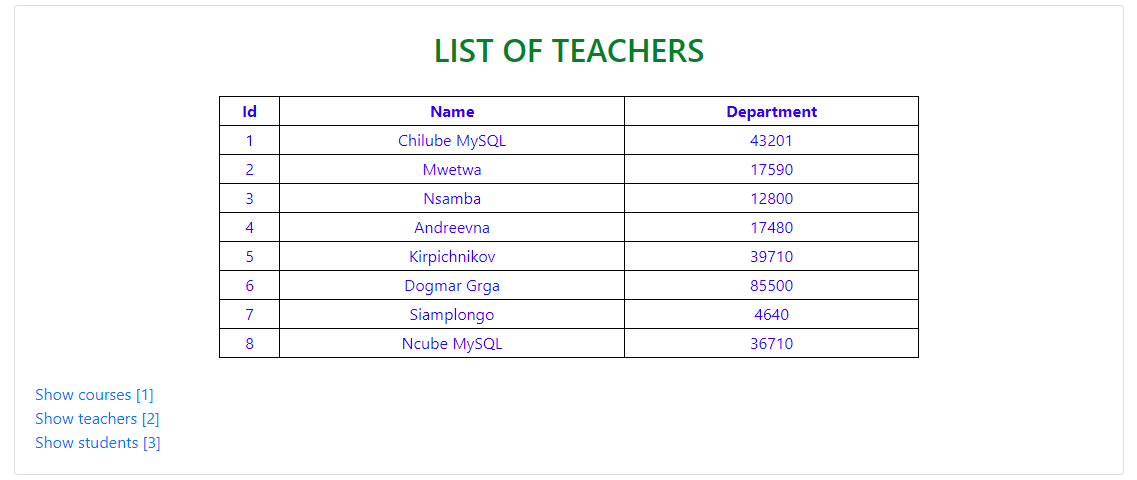 LIST OF TEACHERS
Id Name Department
1 Chilube MySQL 43201
2 Mwetwa 17590
3 Nsamba 12800
4 Andreevna 17480
5 Kirpichnikov 39710
6 Dogmar Grga 85500
7 Siamplongo 4640
8 Ncube MySQL 36710
Show courses [1]
Show teachers [2]
Show students [3]